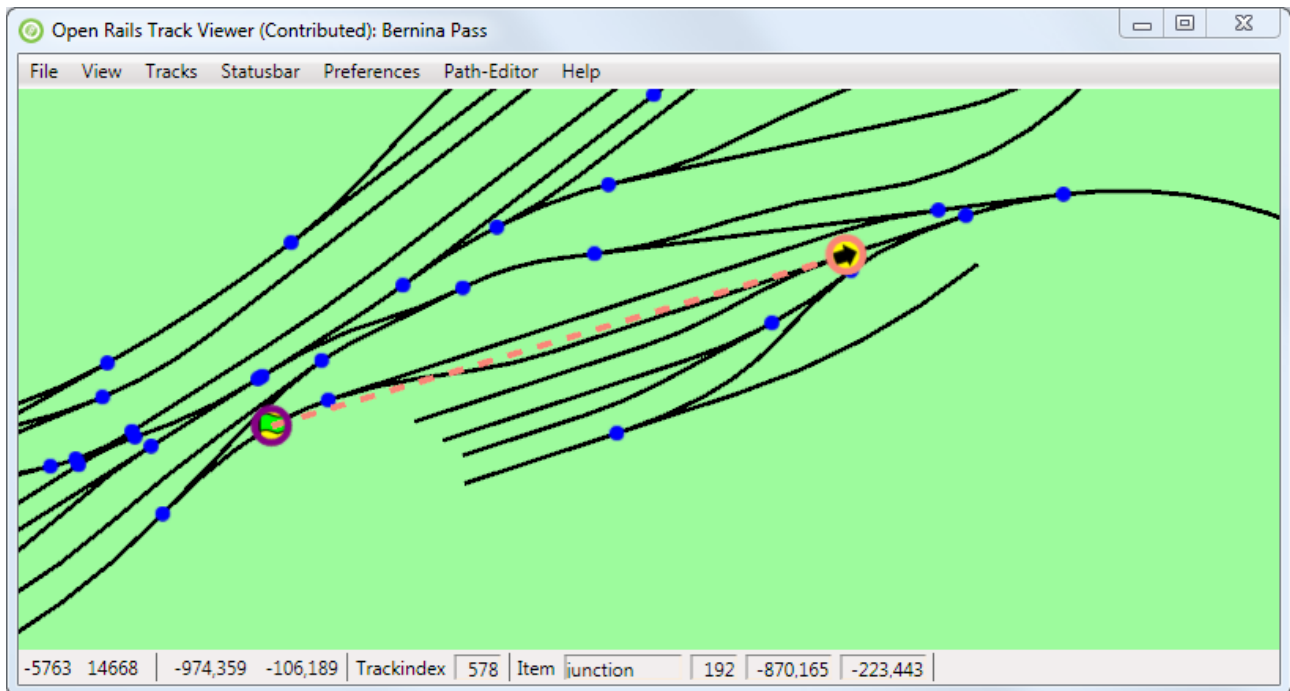 Open Rails Track Viewer (Contributed): Bernina Pass
File View Tracks Statusbar Preferences Path-Editor Help
-5763 14668 -974,359 -106,189 Trackindex 578 Item junction 192 -870,165 -223,443